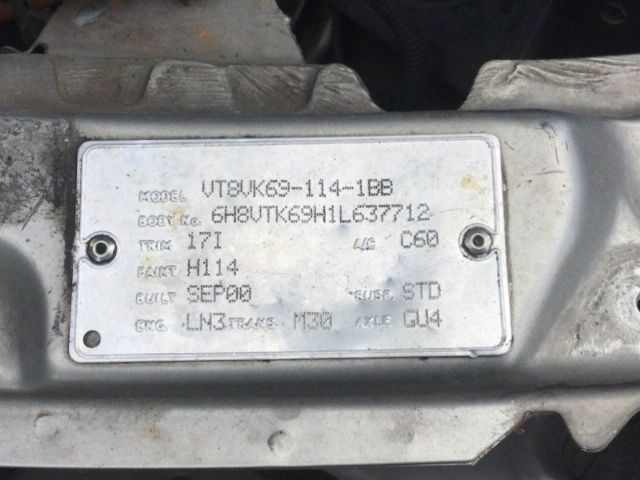 MODEL VT8VK69-114-1BB
BODY No. 6H8VTK69H1L637712
TRIM 17I A/C C60
PAINT H114
BUILT SEP00 SUSP. STD
ENG. LN3 TRANS M30 AXLE GU4